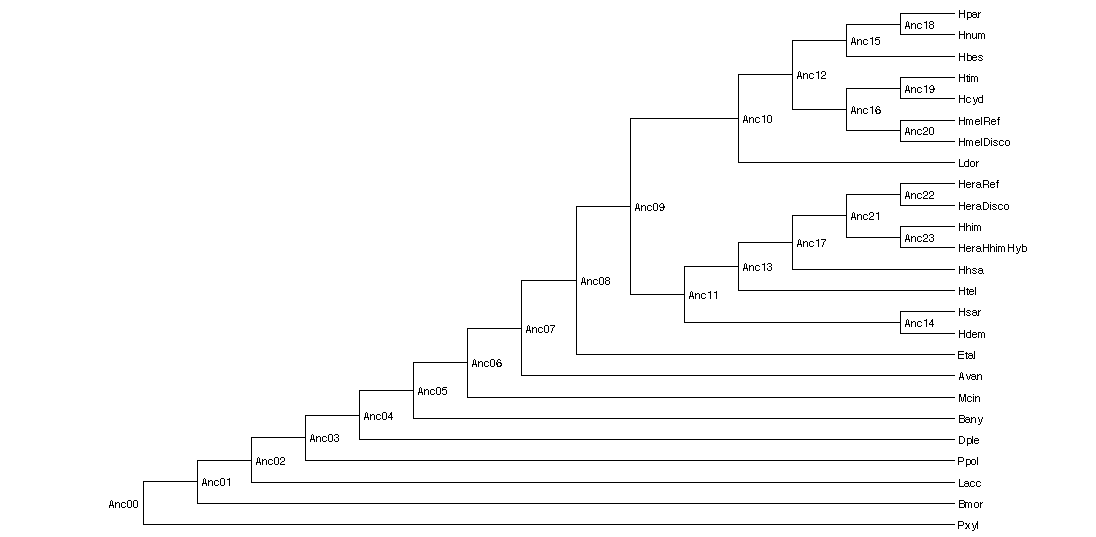 Hpar
Anc18
Hnum
Anc15
Hbes
Anc12
Htim
Anc19
Hcyd
Anc16
HmelRef
Anc10
Anc20
HmelDisco
Ldor
HeraRef
Anc22
HeraDisco
Anc09
Anc21
Hhim
Anc23
Anc17
HeraHhimHyb
Anc13
Hhsa
Anc08
Htel
Anc11
Hsar
Anc14
Anc07
Hdem
Etal
Anc06
Avan
Anc05
Mcin
Anc04
Bany
Anc03
Dple
Anc02
Ppol
Anc01
Lacc
Anc00
Bmor
Pxyl